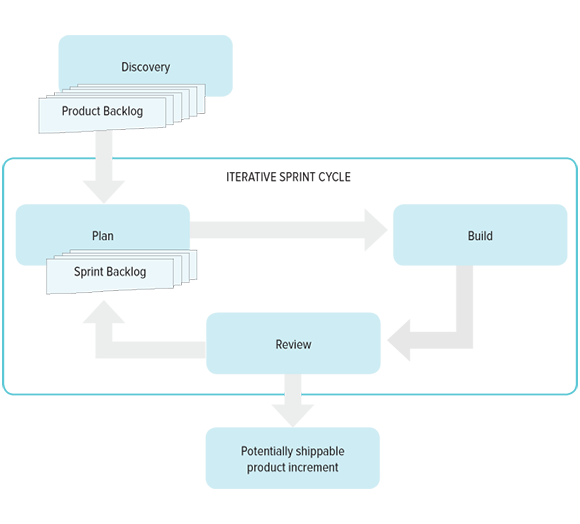 Discovery
Product Backlog
ITERATIVE SPRINT CYCLE
Plan
Build
Sprint Backlog
Review
Potentially shippable
product increment